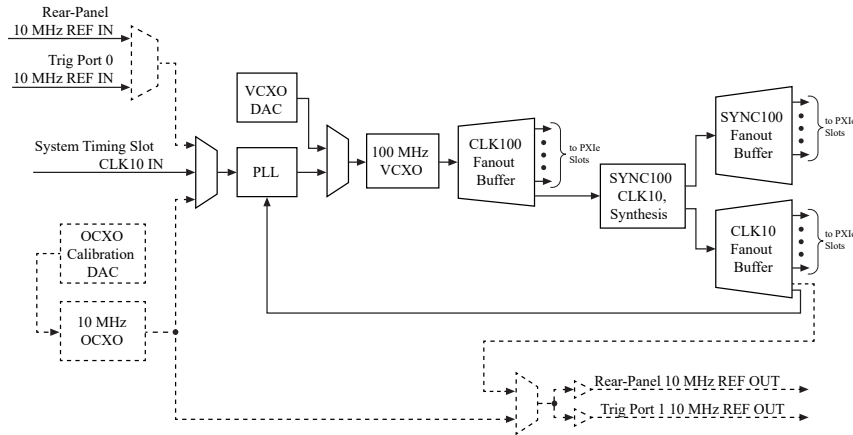 Rear-Panel
10 MHz REF IN
Trig Port 0
10 MHz REF IN
System Timing Slot
CLK10 IN
OCXO
Calibration
DAC
10 MHz
OCXO
VCXO
DAC
PLL
100 MHz
VCXO
CLK100
Fanout
Buffer
to PXIe
Slots
SYNC100
CLK10,
Synthesis
SYNC100
Fanout
Buffer
to PXIe
Slots
CLK10
Fanout
Buffer
to PXIe
Slots
Rear-Panel 10 MHz REF OUT
Trig Port 1 10 MHz REF OUT